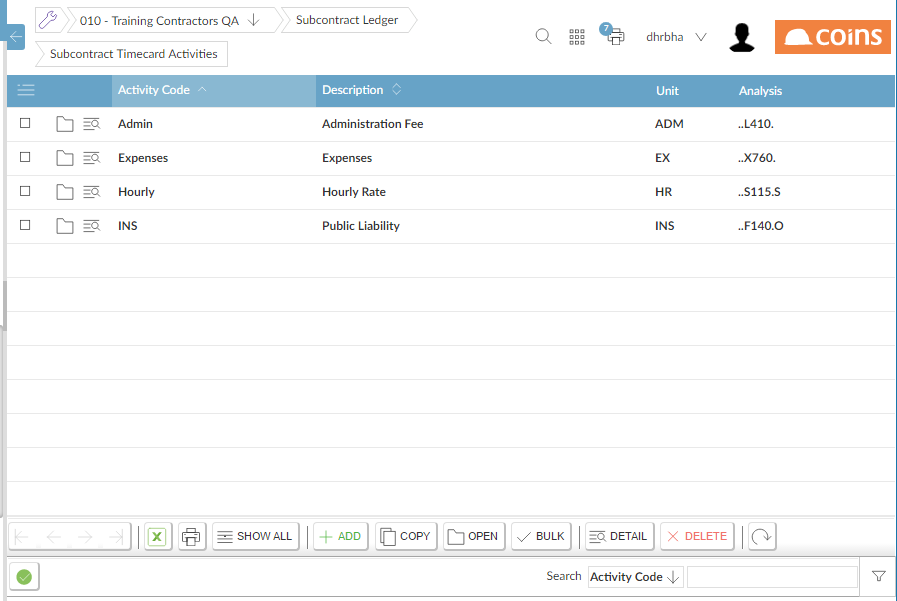 010 - Training Contractors QA
Subcontract Ledger
Subcontract Timecard Activities
7
dhrbha
coins
Activity Code Description Unit Analysis
Admin Administration Fee ADM ..L410.
Expenses Expenses EX ..X760.
Hourly Hourly Rate HR ..S115.S
INS Public Liability INS ..F140.O
X SHOW ALL ADD COPY OPEN BULK DETAIL DELETE
Search Activity Code